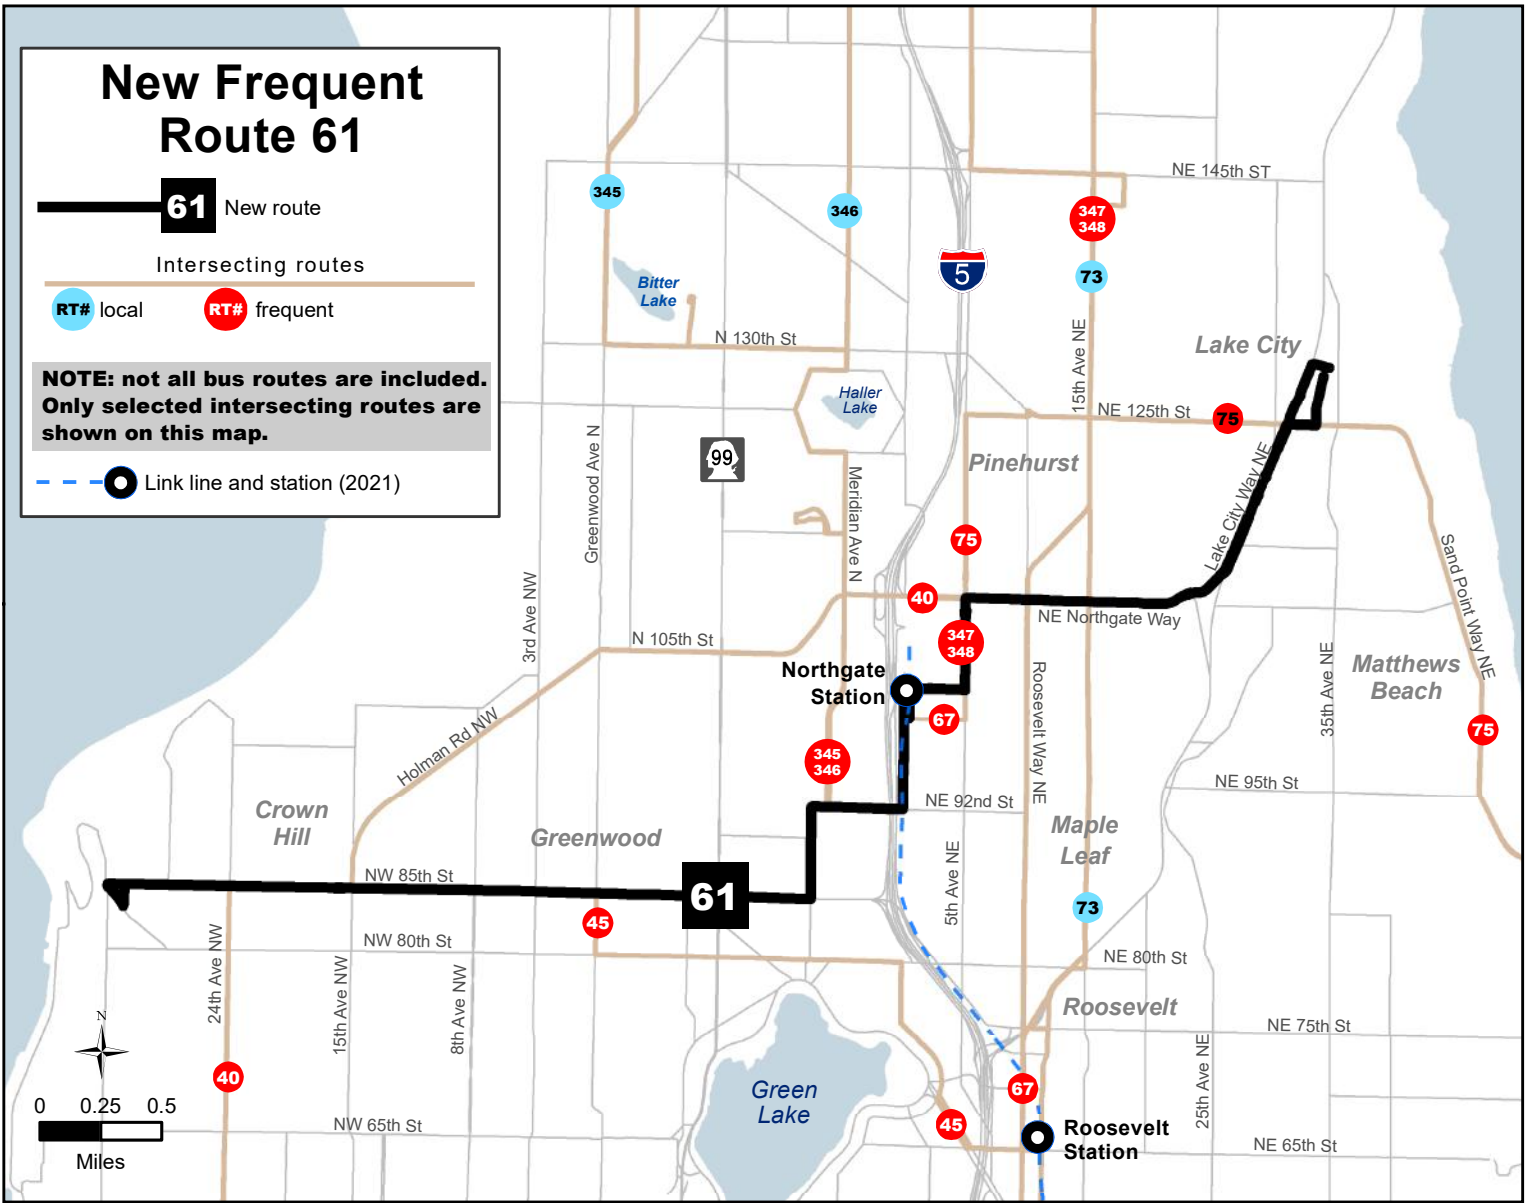 New Frequent
Route 61
61 New route
Intersecting routes
RT# local RT# frequent
NOTE: not all bus routes are included.
Only selected intersecting routes are
shown on this map.
Link line and station (2021)
345
346
5
347
348
73
NE 145th ST
Bitter
Lake
N 130th St
Haller
Lake
15th Ave NE
Lake City
NE 125th St
75
99
Greenwood Ave N
Meridian Ave N
Pinehurst
Lake City Way NE
75
Sand Point Way NE
3rd Ave NW
40
N 105th St
347
348
NE Northgate Way
Northgate
Station
67
Roosevelt Way NE
35th Ave NE
Matthews
Beach
75
Holman Rd NW
345
346
NE 92nd St
NE 95th St
Crown
Hill
Greenwood
Maple
Leaf
NW 85th St
61
5th Ave NE
73
45
24th Ave NW
NW 80th St
15th Ave NW
8th Ave NW
NE 80th St
Roosevelt
NE 75th St
N
40
Green
Lake
67
25th Ave NE
0 0.25 0.5
Miles
NW 65th St
45
Roosevelt
Station
NE 65th St